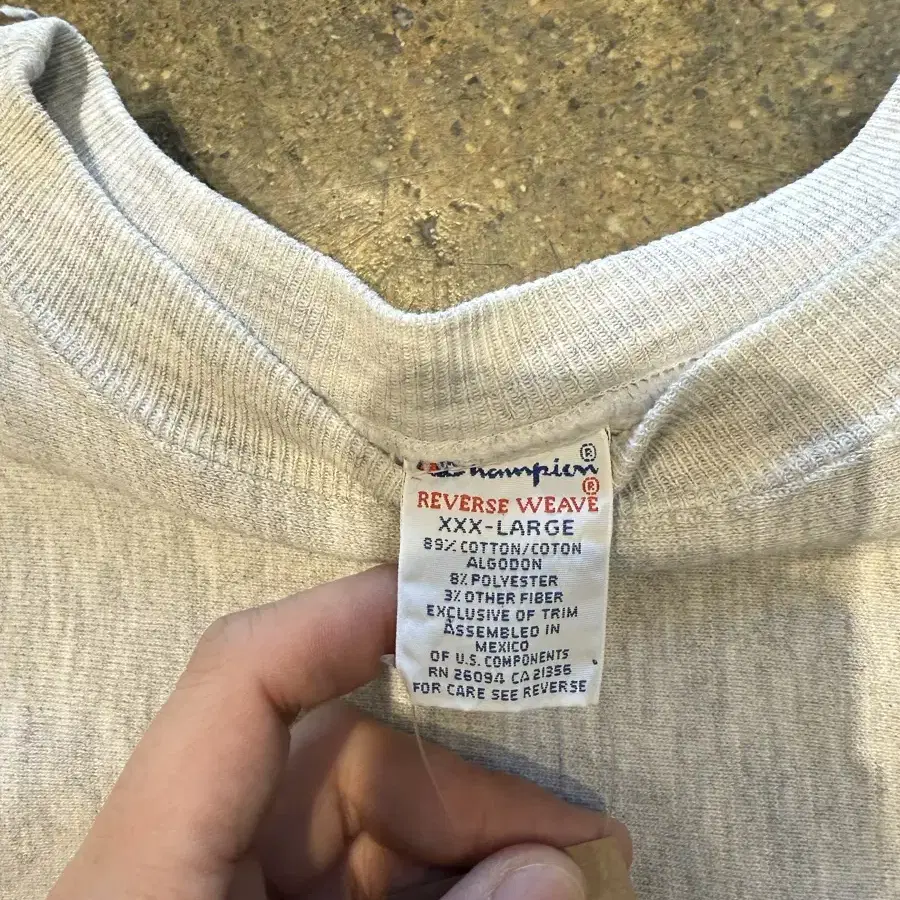 Champion®
REVERSE WEAVE®
XXX-LARGE
89% COTTON/COTON
ALGODON
8% POLYESTER
3% OTHER FIBER
EXCLUSIVE OF TRIM
ASSEMBLED IN
MEXICO
OF U.S. COMPONENTS
RN 26094 CA 21356
FOR CARE SEE REVERSE